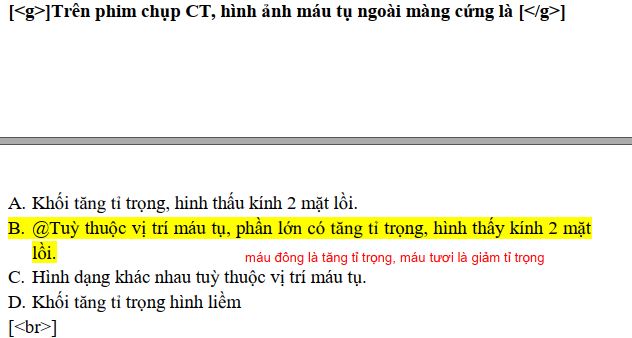 [<g>]Trên phim chụp CT, hình ảnh máu tụ ngoài màng cứng là [</g>]
A. Khối tăng tỉ trọng, hinh thấu kính 2 mặt lồi.
B. @Tuỳ thuộc vị trí máu tụ, phần lớn có tăng tỉ trọng, hình thấy kính 2 mặt
lồi.
máu đông là tăng tỉ trọng, máu tươi là giảm tỉ trọng
C. Hình dạng khác nhau tuỳ thuộc vị trí máu tụ.
D. Khối tăng tỉ trọng hình liềm
[<br>]